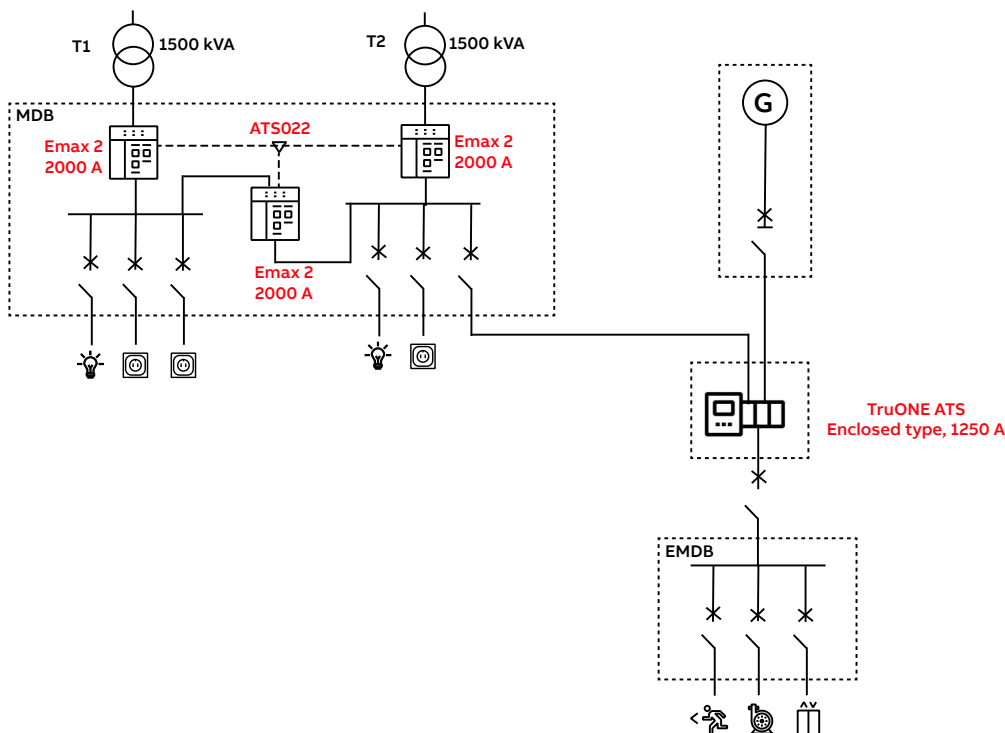 T1
1500 kVA
T2
1500 kVA
MDB
ATS022
Emax 2
2000 A
Emax 2
2000 A
G
Emax 2
2000 A
TruONE ATS
Enclosed type, 1250 A
EMDB